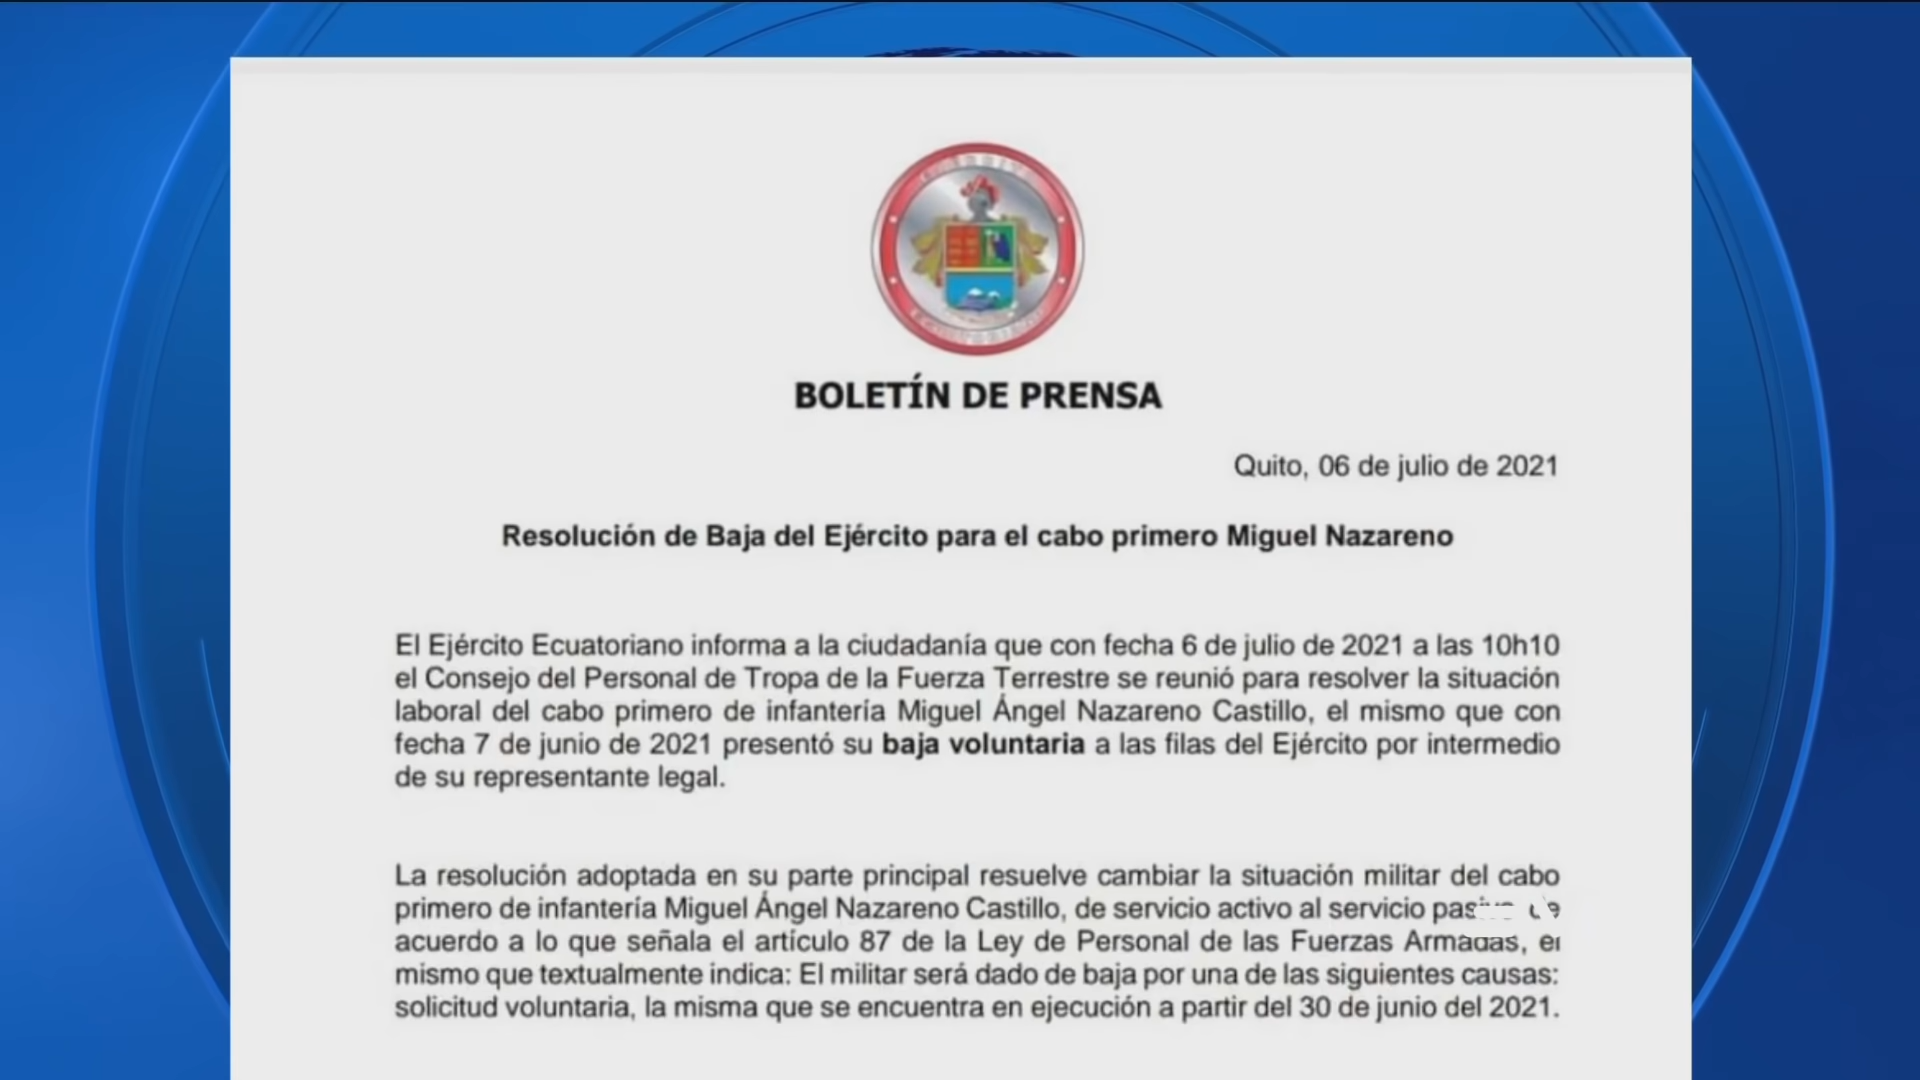 BOLETÍN DE PRENSA
Quito, 06 de julio de 2021
Resolución de Baja del Ejército para el cabo primero Miguel Nazareno
El Ejército Ecuatoriano informa a la ciudadanía que con fecha 6 de julio de 2021 a las 10h10
el Consejo del Personal de Tropa de la Fuerza Terrestre se reunió para resolver la situación
laboral del cabo primero de infantería Miguel Ángel Nazareno Castillo, el mismo que con
fecha 7 de junio de 2021 presentó su baja voluntaria a las filas del Ejército por intermedio
de su representante legal.
La resolución adoptada en su parte principal resuelve cambiar la situación militar del cabo
primero de infantería Miguel Ángel Nazareno Castillo, de servicio activo al servicio pasivo de
acuerdo a lo que señala el artículo 87 de la Ley de Personal de las Fuerzas Armadas, el
mismo que textualmente indica: El militar será dado de baja por una de las siguientes causas:
solicitud voluntaria, la misma que se encuentra en ejecución a partir del 30 de junio del 2021.